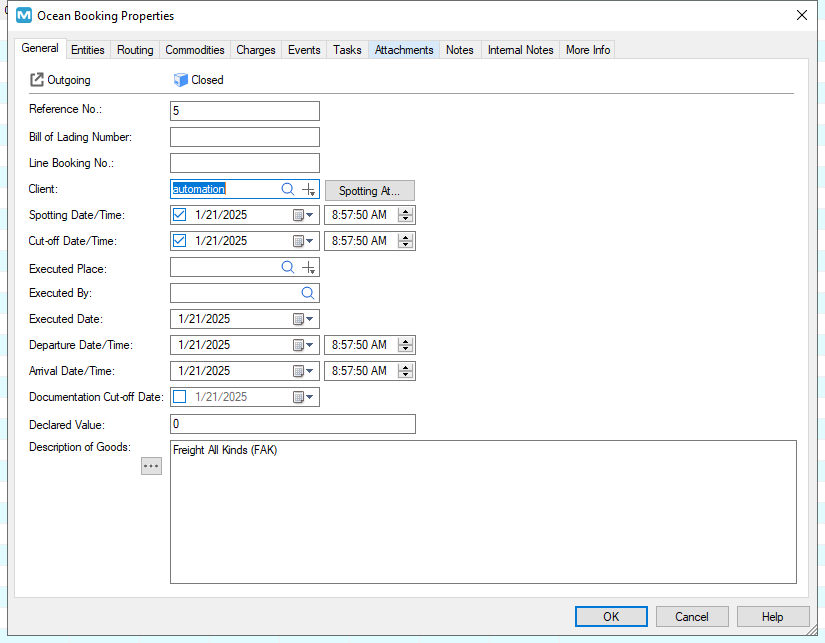 Ocean Booking Properties
General Entities Routing Commodities Charges Events Tasks Attachments Notes Internal Notes More Info
Outgoing Closed
Reference No.: 5
Bill of Lading Number:
Line Booking No.:
Client: automation Spotting At...
Spotting Date/Time: 1/21/2025 8:57:50 AM
Cut-off Date/Time: 1/21/2025 8:57:50 AM
Executed Place:
Executed By:
Executed Date: 1/21/2025
Departure Date/Time: 1/21/2025 8:57:50 AM
Arrival Date/Time: 1/21/2025 8:57:50 AM
Documentation Cut-off Date: 1/21/2025
Declared Value: 0
Description of Goods: Freight All Kinds (FAK)
...
OK Cancel Help